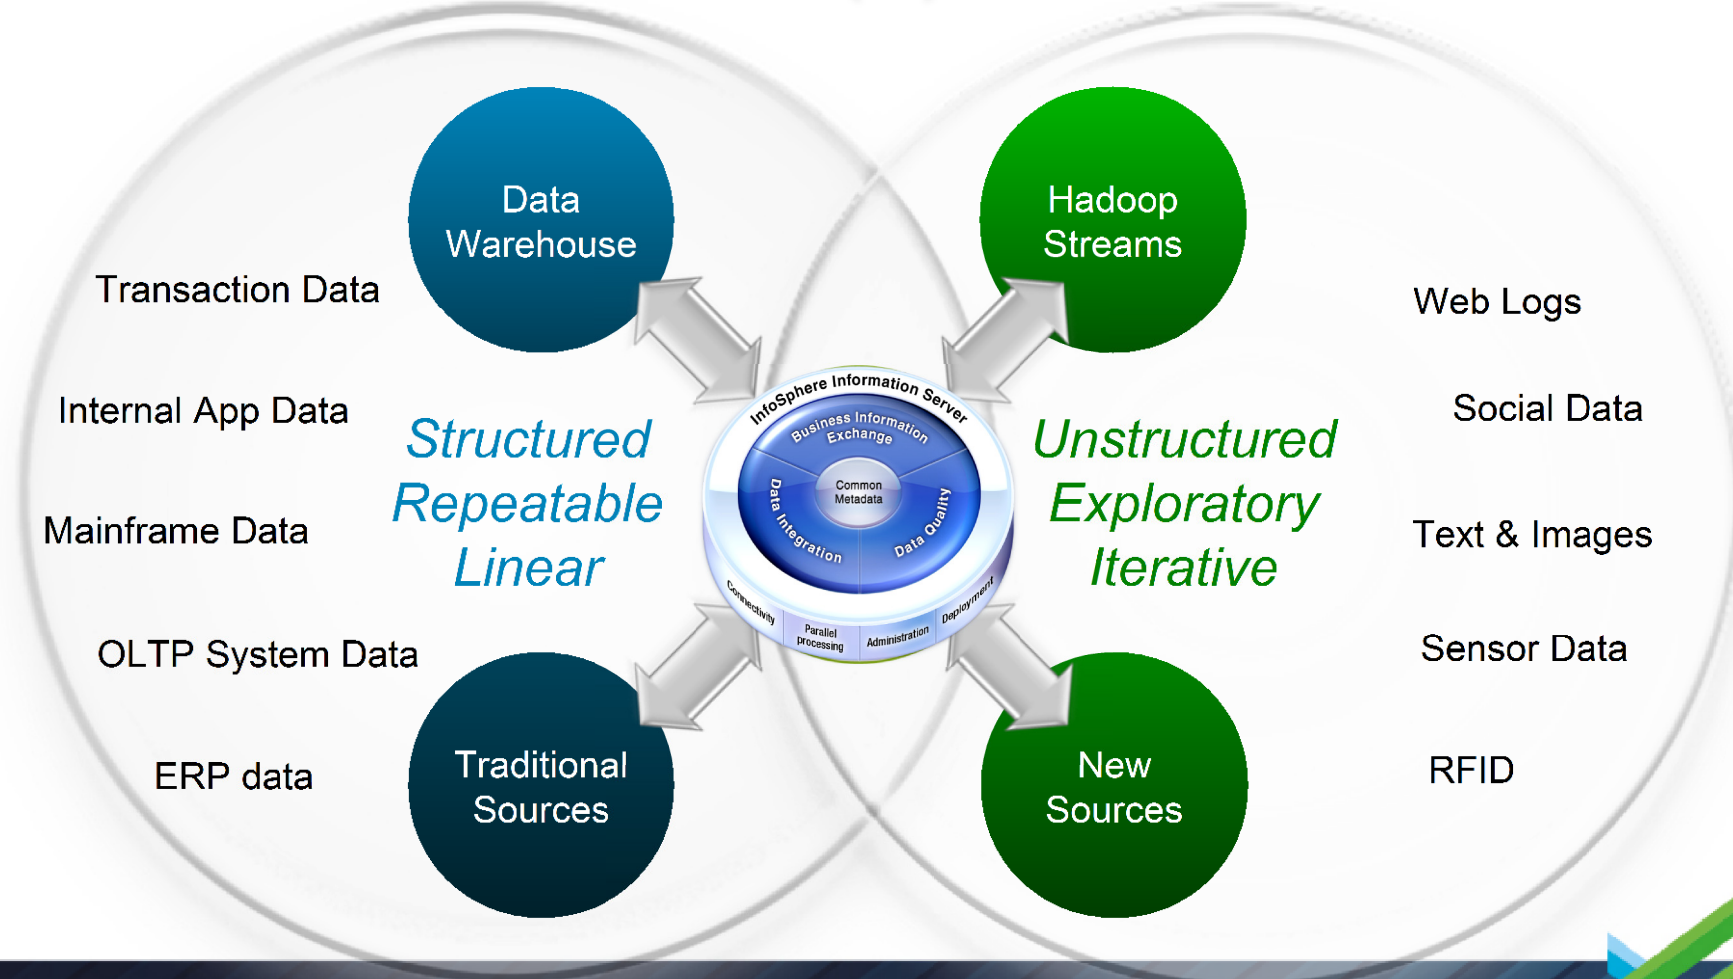 Data
Warehouse
Hadoop
Streams
Transaction Data
Internal App Data
Mainframe Data
OLTP System Data
ERP data
Structured
Repeatable
Linear
InfoSphere Information Server
Business Information
Exchange
Common
Metadata
Data Integration
Data Quality
Connectivity
Parallel
processing
Administration
Deployment
Unstructured
Exploratory
Iterative
Web Logs
Social Data
Text & Images
Sensor Data
RFID
Traditional
Sources
New
Sources